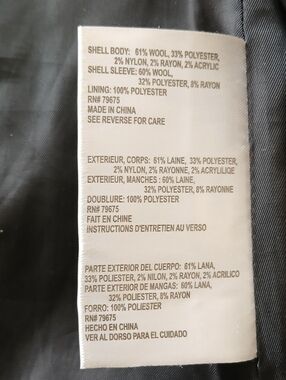 SHELL BODY: 61% WOOL, 33% POLYESTER,
2% NYLON, 2% RAYON, 2% ACRYLIC
SHELL SLEEVE: 60% WOOL,
32% POLYESTER, 8% RAYON
LINING: 100% POLYESTER
RN# 79675
MADE IN CHINA
SEE REVERSE FOR CARE
EXTERIEUR, CORPS: 61% LAINE, 33% POLYESTER,
2% NYLON, 2% RAYONNE, 2% ACRYLILIQE
EXTERIEUR, MANCHES : 60% LAINE,
32% POLYESTER, 8% RAYONNE
DOUBLURE: 100% POLYESTER
RN# 79675
FAIT EN CHINE
INSTRUCTIONS D'ENTRETIEN AU VERSO
PARTE EXTERIOR DEL CUERPO: 61% LANA,
33% POLIESTER, 2% NILON, 2% RAYON, 2% ACRILICO
PARTE EXTERIOR DE MANGAS: 60% LANA,
32% POLIESTER, 8% RAYON
FORRO: 100% POLYESTER
RN# 79675
HECHO EN CHINA
VER AL DORSO PARA EL CUIDADO